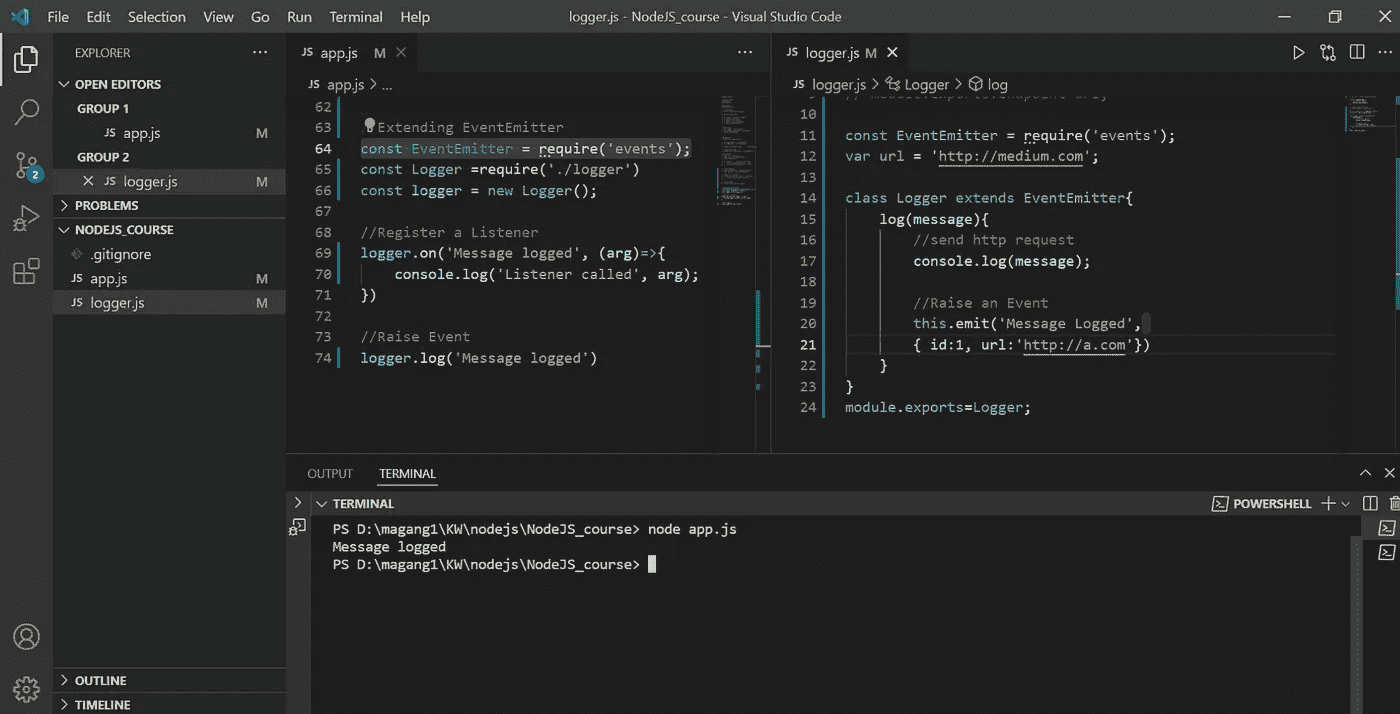 File Edit Selection View Go Run Terminal Help logger.js - NodeJS_course - Visual Studio Code
EXPLORER
OPEN EDITORS
GROUP 1
JS app.js M
GROUP 2
JS logger.js M
PROBLEMS
NODEJS_COURSE
.gitignore
JS app.js M
JS logger.js M
OUTLINE
TIMELINE
2
JS app.js M
JS app.js > ...
62
63 Extending EventEmitter
64 const EventEmitter = require('events');
65 const Logger =require('./logger')
66 const logger = new Logger();
67
68 //Register a Listener
69 logger.on('Message logged', (arg)=>{
70 console.log('Listener called', arg);
71 })
72
73 //Raise Event
74 logger.log('Message logged')
JS logger.js M
JS logger.js > Logger > log
10
11 const EventEmitter = require('events');
12 var url = 'http://medium.com';
13
14 class Logger extends EventEmitter{
15 log(message){
16 //send http request
17 console.log(message);
18
19 //Raise an Event
20 this.emit('Message Logged',
21 { id:1, url:'http://a.com'})
22 }
23 }
24 module.exports=Logger;
OUTPUT TERMINAL
TERMINAL POWERSHELL
PS D:\magang1\KW\nodejs\NodeJS_course> node app.js
Message logged
PS D:\magang1\KW\nodejs\NodeJS_course>